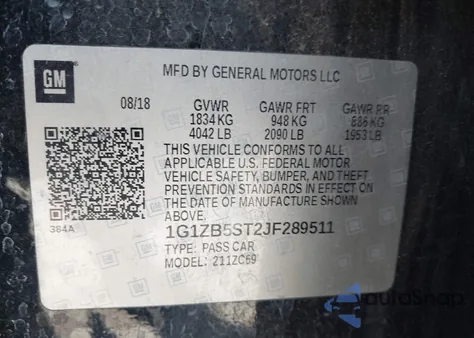 GM
MFD BY GENERAL MOTORS LLC
08/18 GVWR GAWR FRT GAWR RR
1834 KG 948 KG 886 KG
4042 LB 2090 LB 1953 LB
THIS VEHICLE CONFORMS TO ALL
APPLICABLE U.S. FEDERAL MOTOR
VEHICLE SAFETY, BUMPER, AND THEFT
PREVENTION STANDARDS IN EFFECT ON
THE DATE OF MANUFACTURE SHOWN
ABOVE.
384A
1G1ZB5ST2JF289511
TYPE: PASS CAR
MODEL: 211ZC69
autoSnap